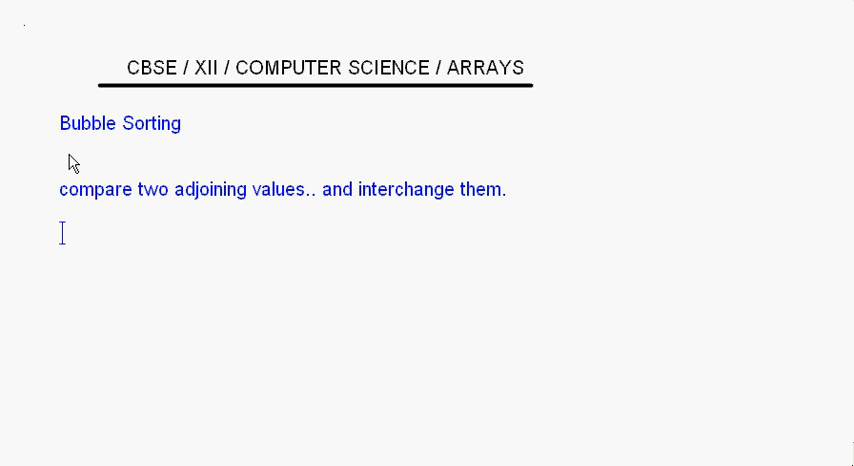 CBSE / XII / COMPUTER SCIENCE / ARRAYS
Bubble Sorting
compare two adjoining values.. and interchange them.